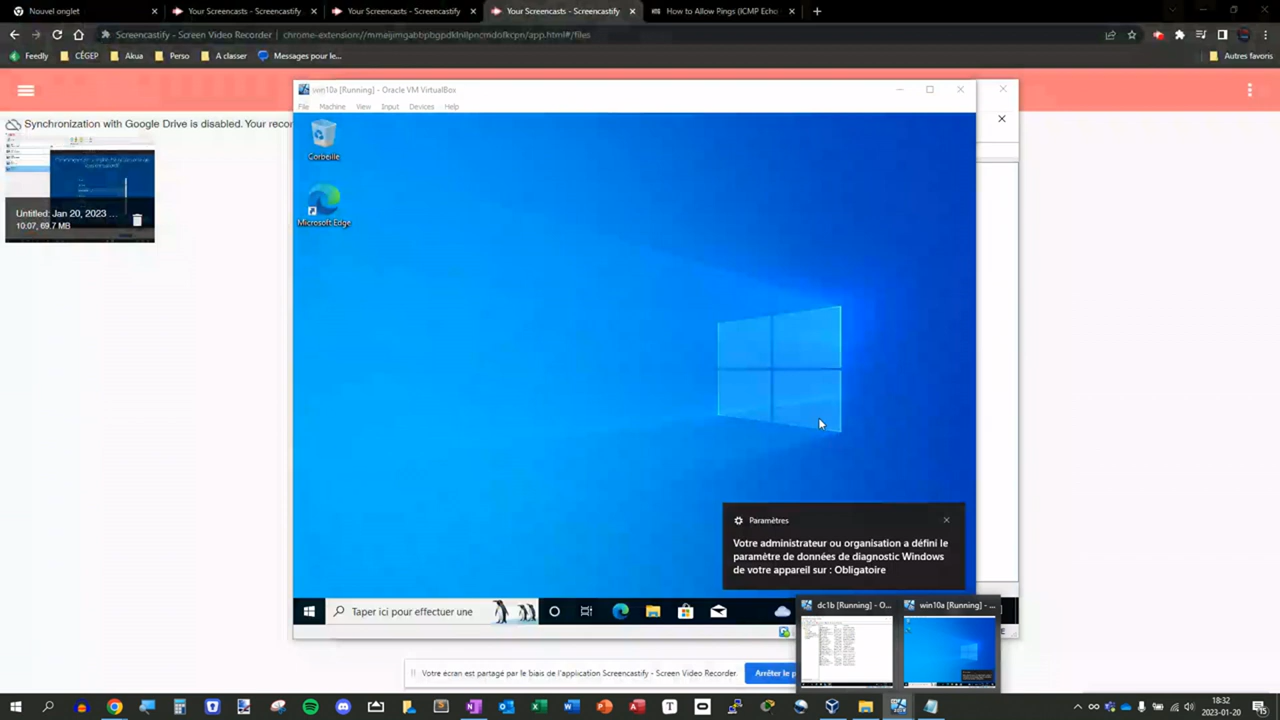 Nouvel onglet
Your Screencasts - Screencastify
Your Screencasts - Screencastify
Your Screencasts - Screencastify
How to Allow Pings (ICMP Echo
Screencastify - Screen Video Recorder
Feedly
CÉGEP
Akua
Perso
Messages pour le...
Autres favoris
win10a [Running] - Oracle VM VirtualBox
File
Machine
View
Input
Devices
Help
Synchronization with Google Drive is disabled. Your recor
Untitled: Jan 20, 2023 ...
10:07, 69.7 MB
Corbeille
Microsoft Edge
Paramètres
Votre administrateur ou organisation a défini le
paramètre de données de diagnostic Windows
de votre appareil sur : Obligatoire
Taper ici pour effectuer une
dc1b [Running] - O...
win10a [Running] - ...
Votre écran est partagé par le biais de l'application Screencastify - Screen Video Recorder.
Arrêter le p
18:32
2023-01-20